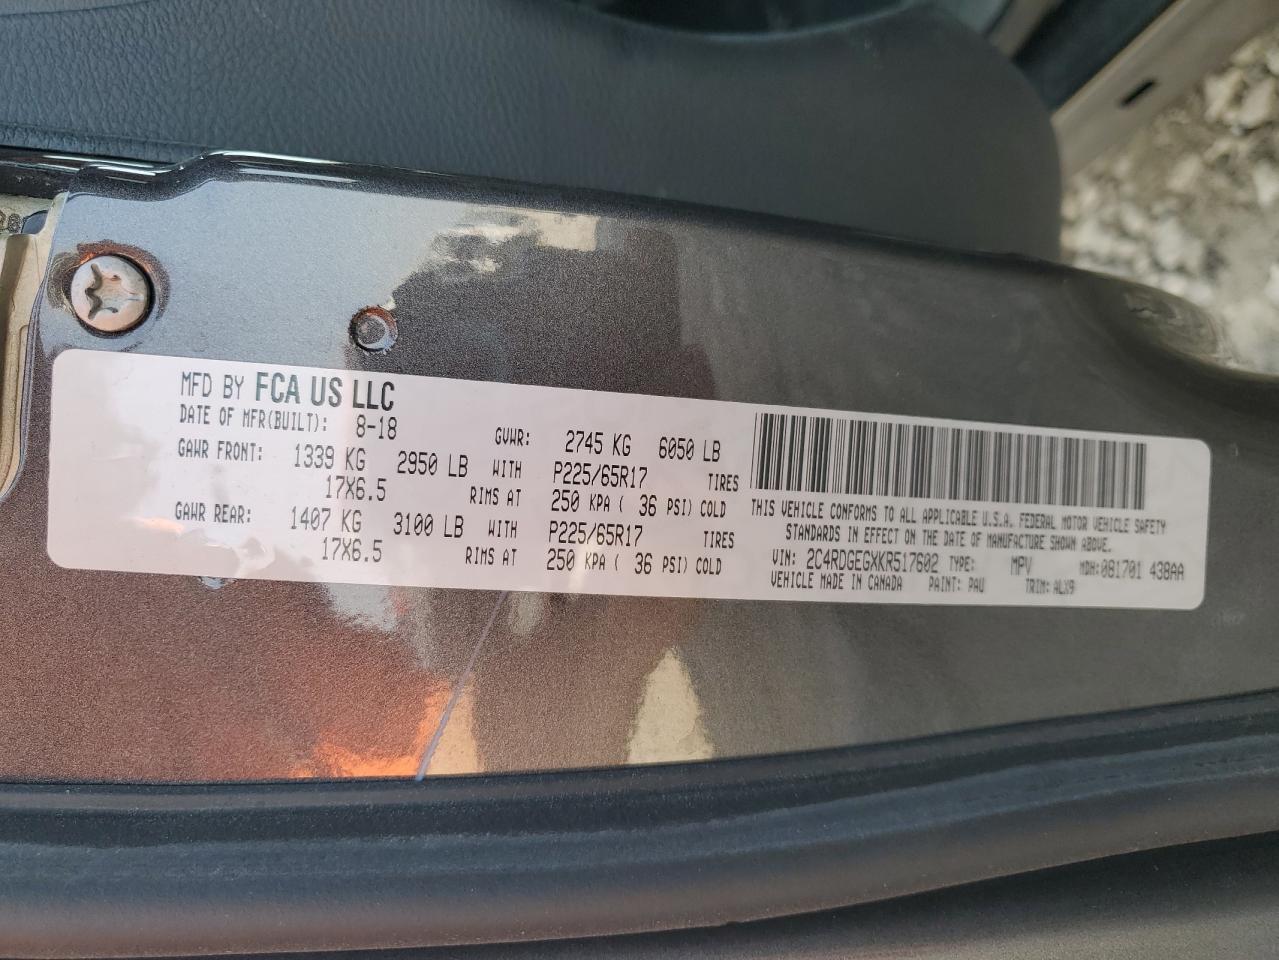 MFD BY FCA US LLC
DATE OF MFR(BUILT): 8-18 GVWR: 2745 KG 6050 LB
GAWR FRONT: 1339 KG 2950 LB WITH P225/65R17 TIRES
17X6.5 RIMS AT 250 KPA ( 36 PSI) COLD
GAWR REAR: 1407 KG 3100 LB WITH P225/65R17 TIRES
17X6.5 RIMS AT 250 KPA ( 36 PSI) COLD
THIS VEHICLE CONFORMS TO ALL APPLICABLE U.S.A. FEDERAL MOTOR VEHICLE SAFETY
STANDARDS IN EFFECT ON THE DATE OF MANUFACTURE SHOWN ABOVE.
VIN: 2C4RDGEGXKR517602 TYPE: MPV MDH: 081701 438AA
VEHICLE MADE IN CANADA PAINT: PAU TRIM: ALX9